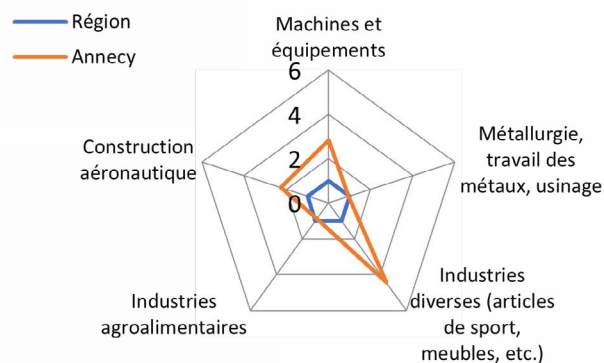 Région
Annecy
Machines et
équipements
6
4
2
0
Construction
aéronautique
Métallurgie,
travail des
métaux, usinage
Industries
agroalimentaires
Industries
diverses (articles
de sport,
meubles, etc.)